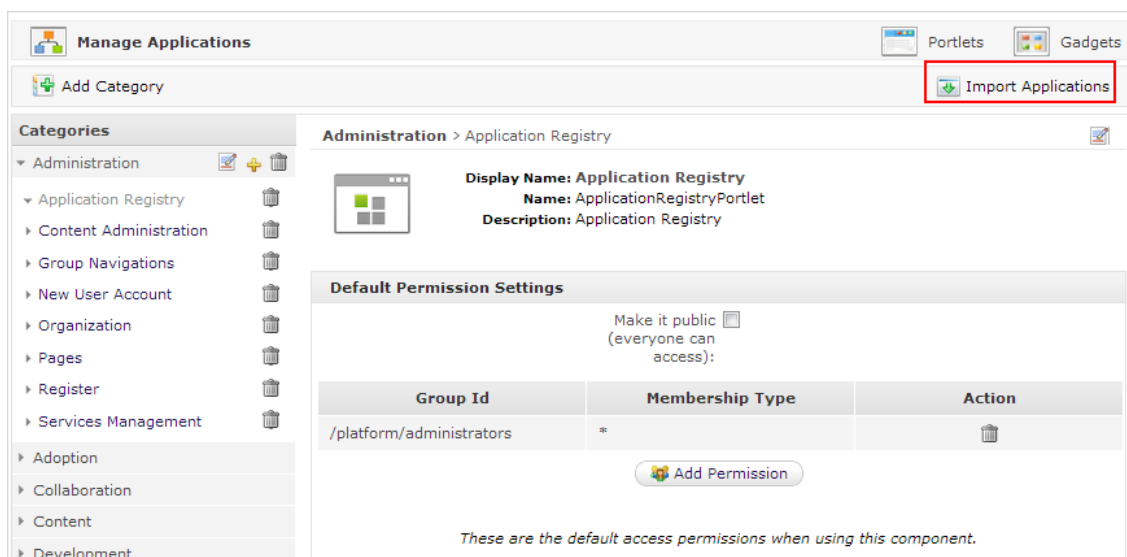 Manage Applications
Portlets
Gadgets
Add Category
Import Applications
Categories
Administration
Application Registry
Content Administration
Group Navigations
New User Account
Organization
Pages
Register
Services Management
Adoption
Collaboration
Content
Development
Administration > Application Registry
Display Name: Application Registry
Name: ApplicationRegistryPortlet
Description: Application Registry
Default Permission Settings
Make it public
(everyone can
access):
Group Id Membership Type Action
/platform/administrators *
Add Permission
These are the default access permissions when using this component.